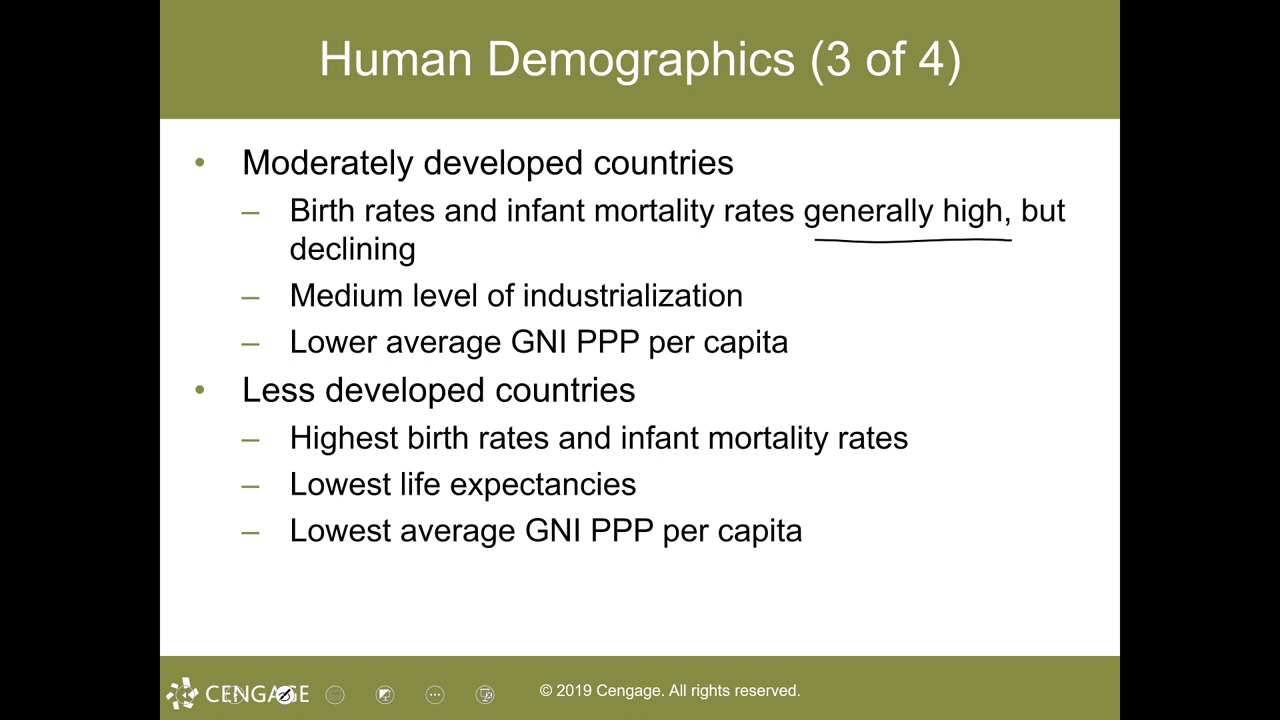 Human Demographics (3 of 4)
• Moderately developed countries
– Birth rates and infant mortality rates generally high, but
declining
– Medium level of industrialization
– Lower average GNI PPP per capita
• Less developed countries
– Highest birth rates and infant mortality rates
– Lowest life expectancies
– Lowest average GNI PPP per capita
CENGAGE
© 2019 Cengage. All rights reserved.